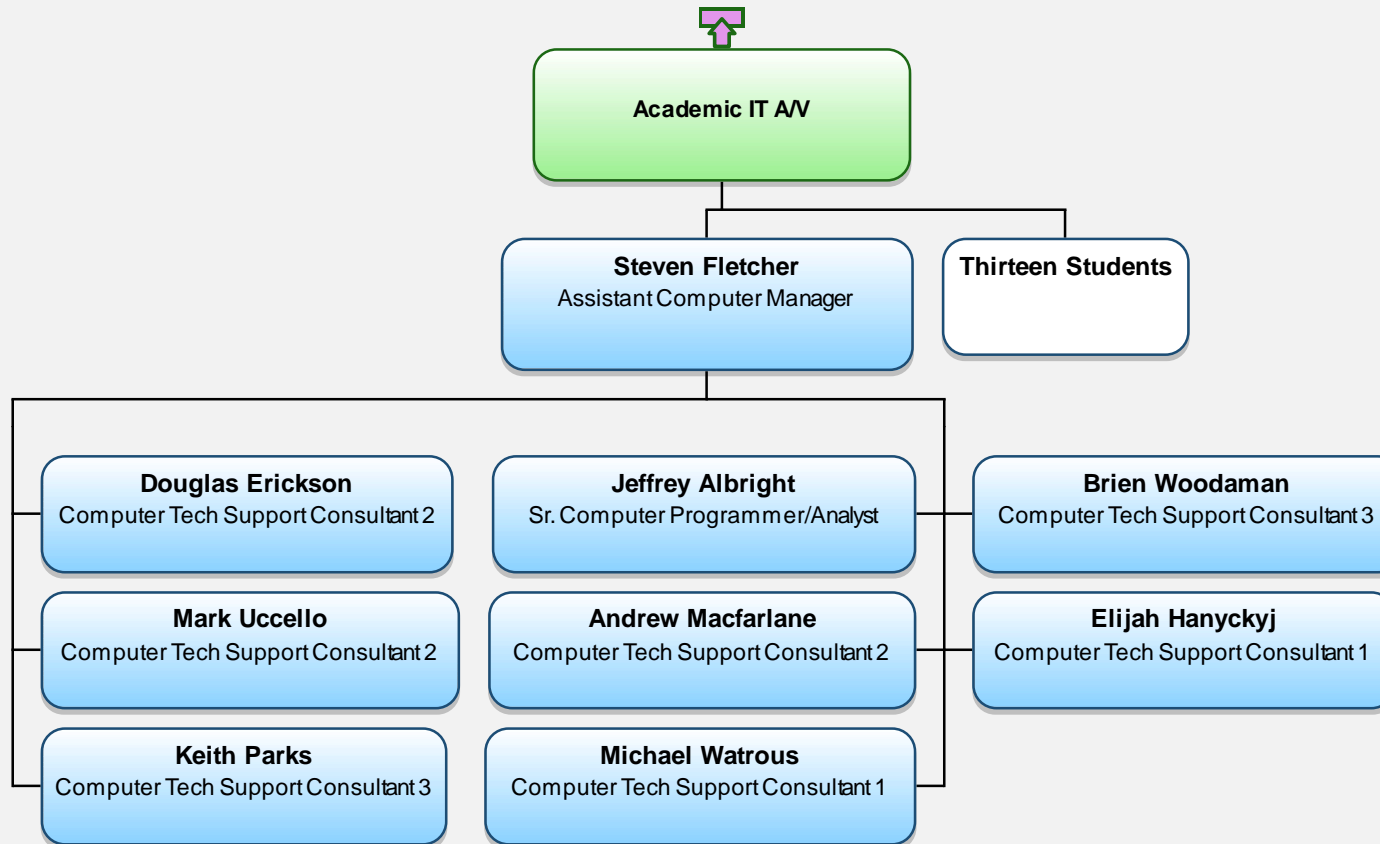 Academic IT A/V
Steven Fletcher
Assistant Computer Manager
Thirteen Students
Douglas Erickson
Computer Tech Support Consultant 2
Jeffrey Albright
Sr. Computer Programmer/Analyst
Brien Woodaman
Computer Tech Support Consultant 3
Mark Uccello
Computer Tech Support Consultant 2
Andrew Macfarlane
Computer Tech Support Consultant 2
Elijah Hanyckyj
Computer Tech Support Consultant 1
Keith Parks
Computer Tech Support Consultant 3
Michael Watrous
Computer Tech Support Consultant 1